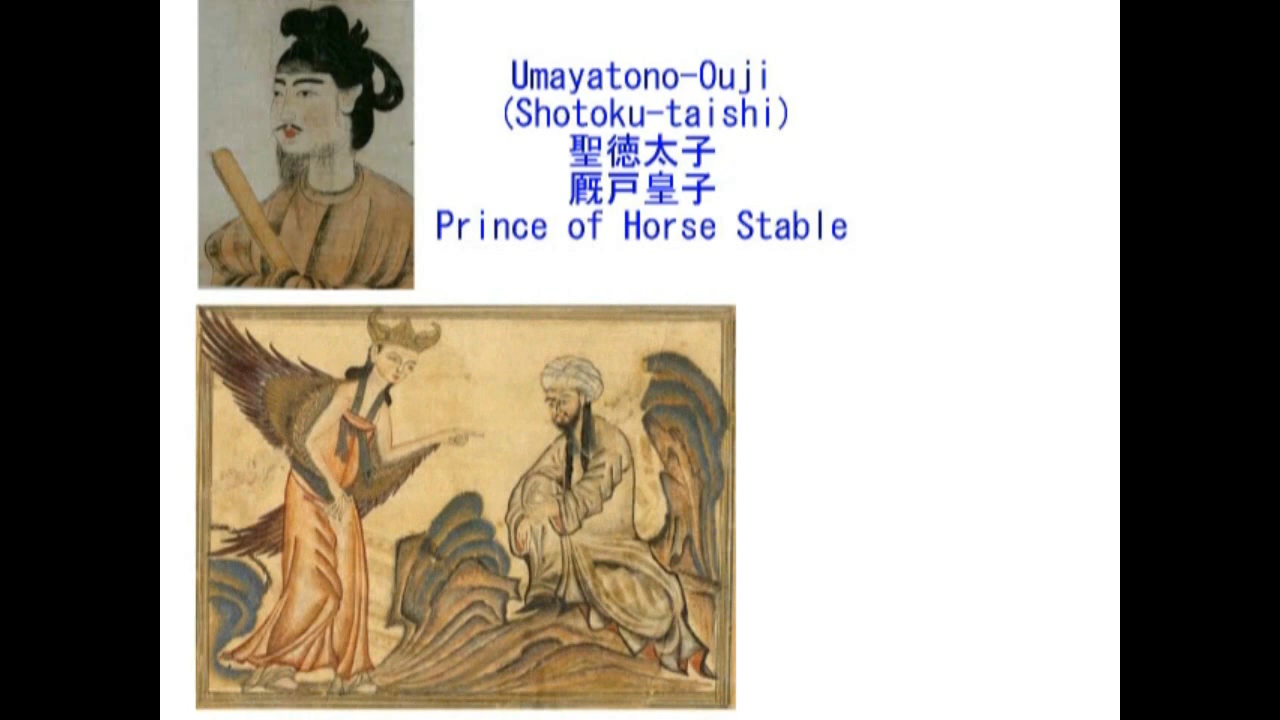 Umayatono-Ouji
(Shotoku-taishi)
聖徳太子
厩戸皇子
Prince of Horse Stable